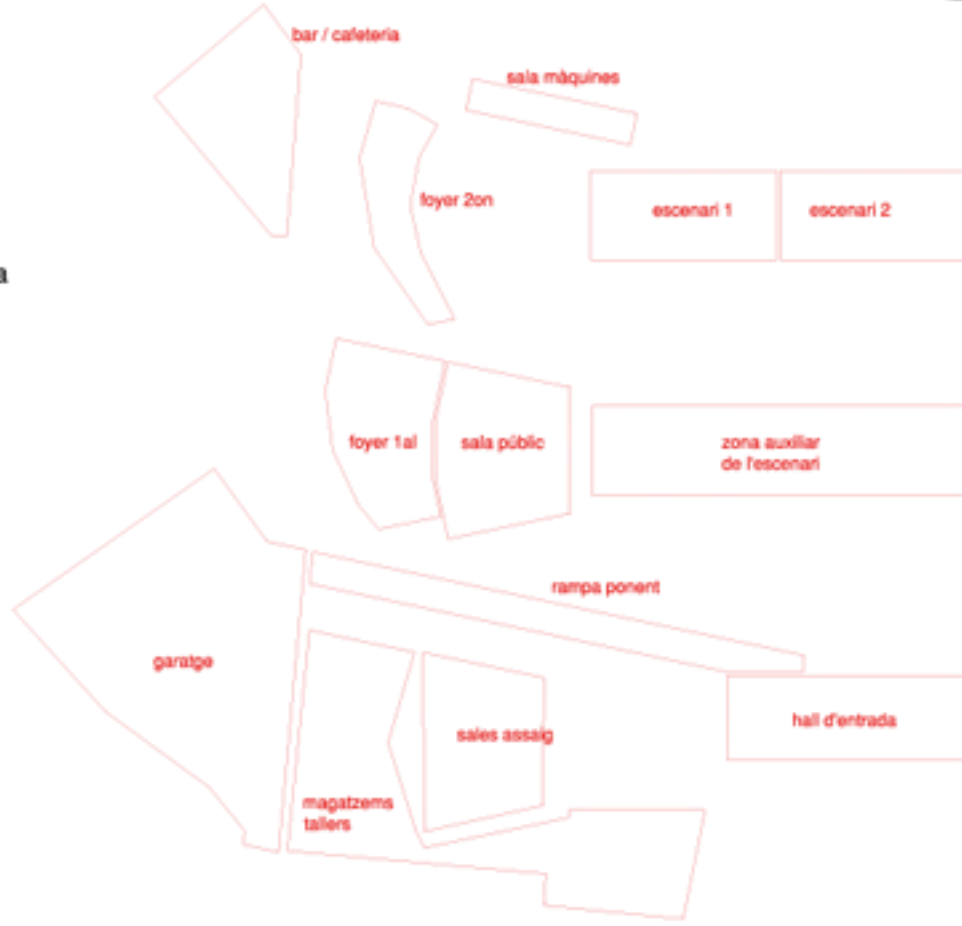 bar / cafeteria
sala màquines
foyer 2on
escenari 1
escenari 2
a
foyer 1al
sala públic
zona auxiliar
de l'escenari
rampa ponent
garatge
hall d'entrada
sales assaig
magatzems
tallers